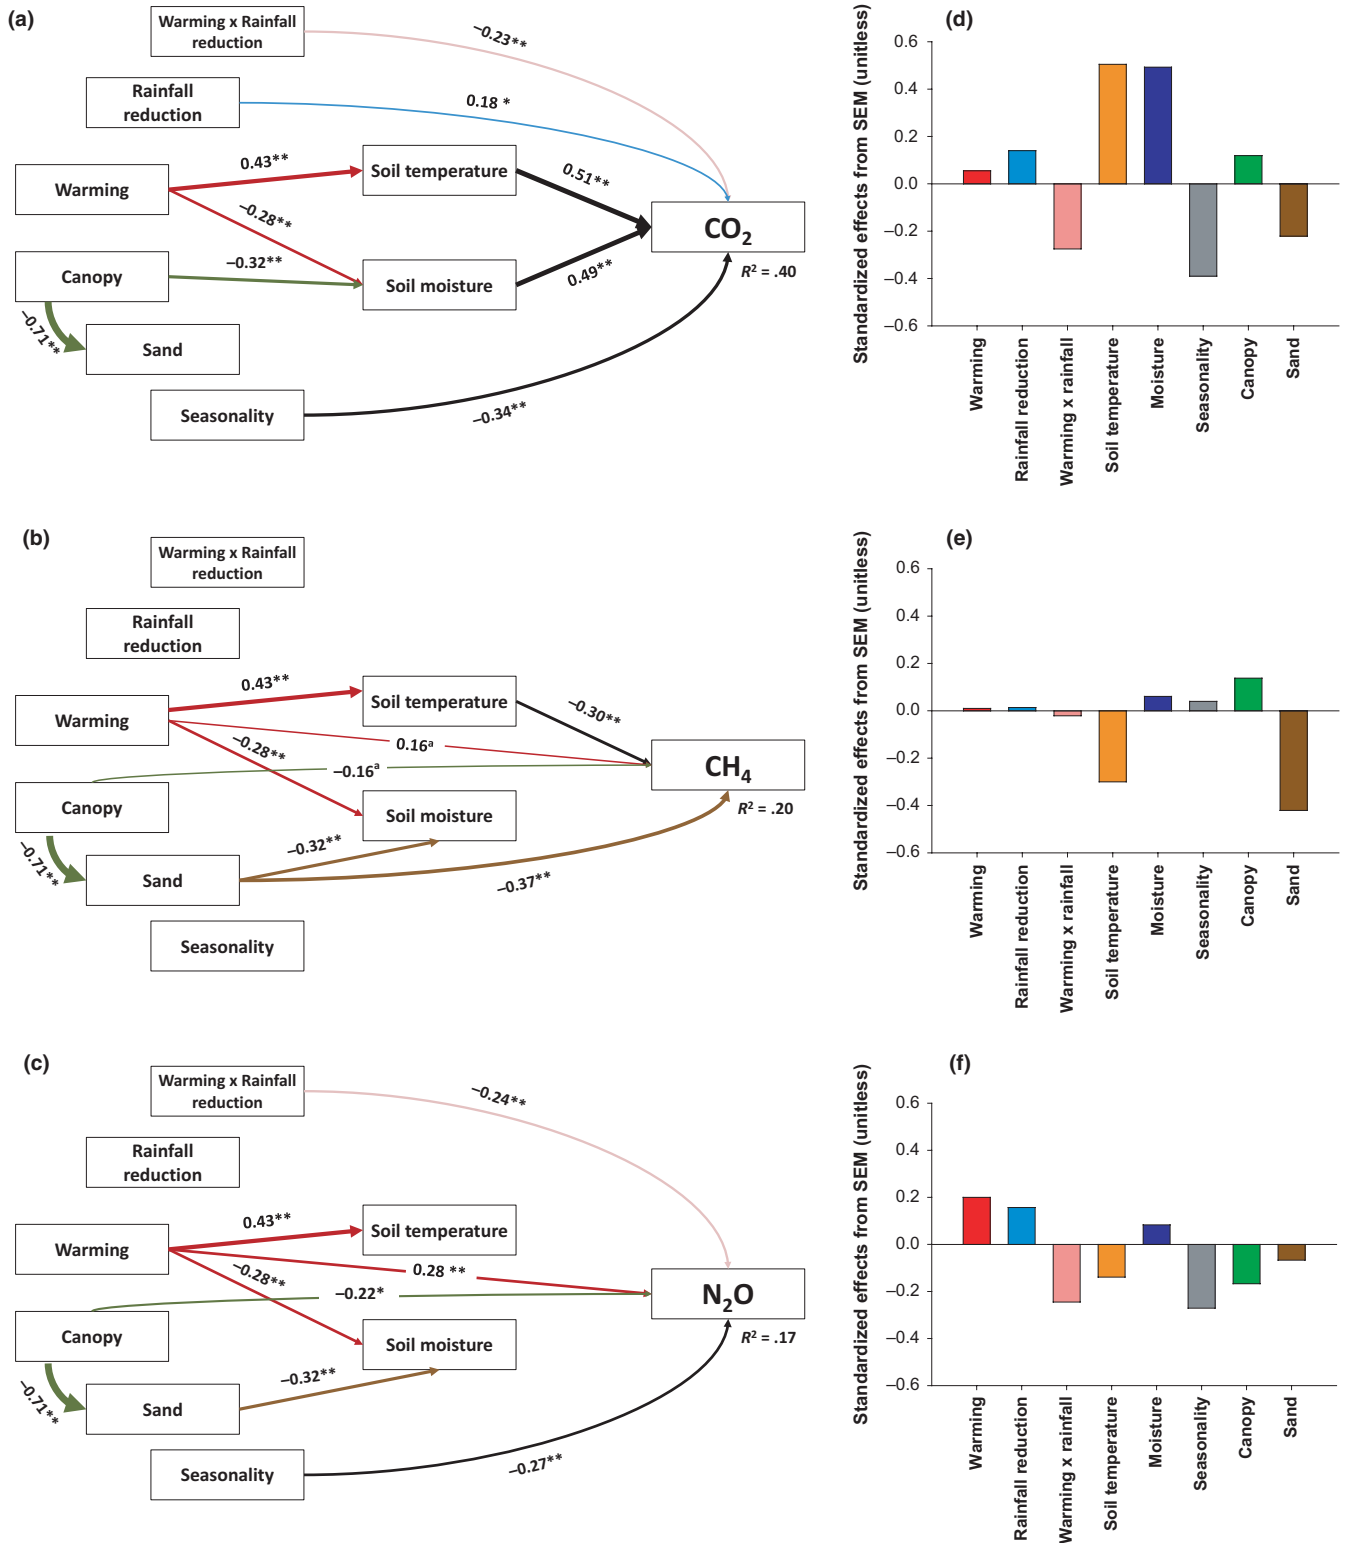 (a)
Warming x Rainfall
reduction
–0.23**
Rainfall
reduction
0.18 *
Warming
0.43**
Soil temperature
0.51**
–0.28**
CO₂
R² = .40
Canopy
–0.32**
Soil moisture
0.49**
–0.71**
Sand
Seasonality
–0.34**
(d)
Standardized effects from SEM (unitless)
0.6
0.4
0.2
0.0
–0.2
–0.4
–0.6
Warming
Rainfall reduction
Warming x rainfall
Soil temperature
Moisture
Seasonality
Canopy
Sand
(b)
Warming x Rainfall
reduction
Rainfall
reduction
Warming
0.43**
Soil temperature
–0.30**
–0.28**
0.16ᵃ
–0.16ᵃ
CH₄
R² = .20
Canopy
Soil moisture
–0.32**
–0.71**
Sand
–0.37**
Seasonality
(e)
Standardized effects from SEM (unitless)
0.6
0.4
0.2
0.0
–0.2
–0.4
–0.6
Warming
Rainfall reduction
Warming x rainfall
Soil temperature
Moisture
Seasonality
Canopy
Sand
(c)
Warming x Rainfall
reduction
–0.24**
Rainfall
reduction
Warming
0.43**
Soil temperature
–0.28**
0.28 **
–0.22*
N₂O
R² = .17
Canopy
Soil moisture
–0.32**
–0.71**
Sand
Seasonality
–0.27**
(f)
Standardized effects from SEM (unitless)
0.6
0.4
0.2
0.0
–0.2
–0.4
–0.6
Warming
Rainfall reduction
Warming x rainfall
Soil temperature
Moisture
Seasonality
Canopy
Sand